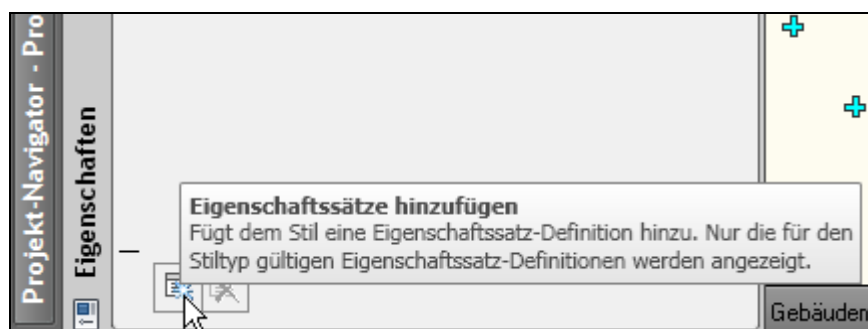 Projekt-Navigator - Pro
Eigenschaften
Eigenschaftssätze hinzufügen
Fügt dem Stil eine Eigenschaftssatz-Definition hinzu. Nur die für den
Stiltyp gültigen Eigenschaftssatz-Definitionen werden angezeigt.
Gebäuden